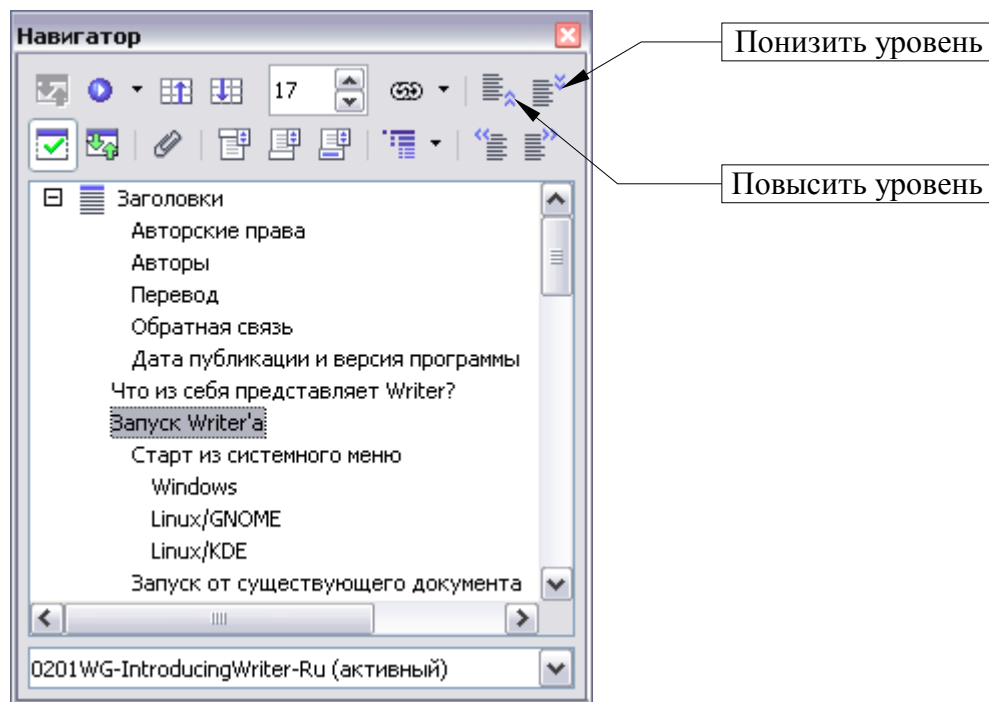 Навигатор
Понизить уровень
17
Повысить уровень
Заголовки
Авторские права
Авторы
Перевод
Обратная связь
Дата публикации и версия программы
Что из себя представляет Writer?
Запуск Writer'а
Старт из системного меню
Windows
Linux/GNOME
Linux/KDE
Запуск от существующего документа
0201WG-IntroducingWriter-Ru (активный)